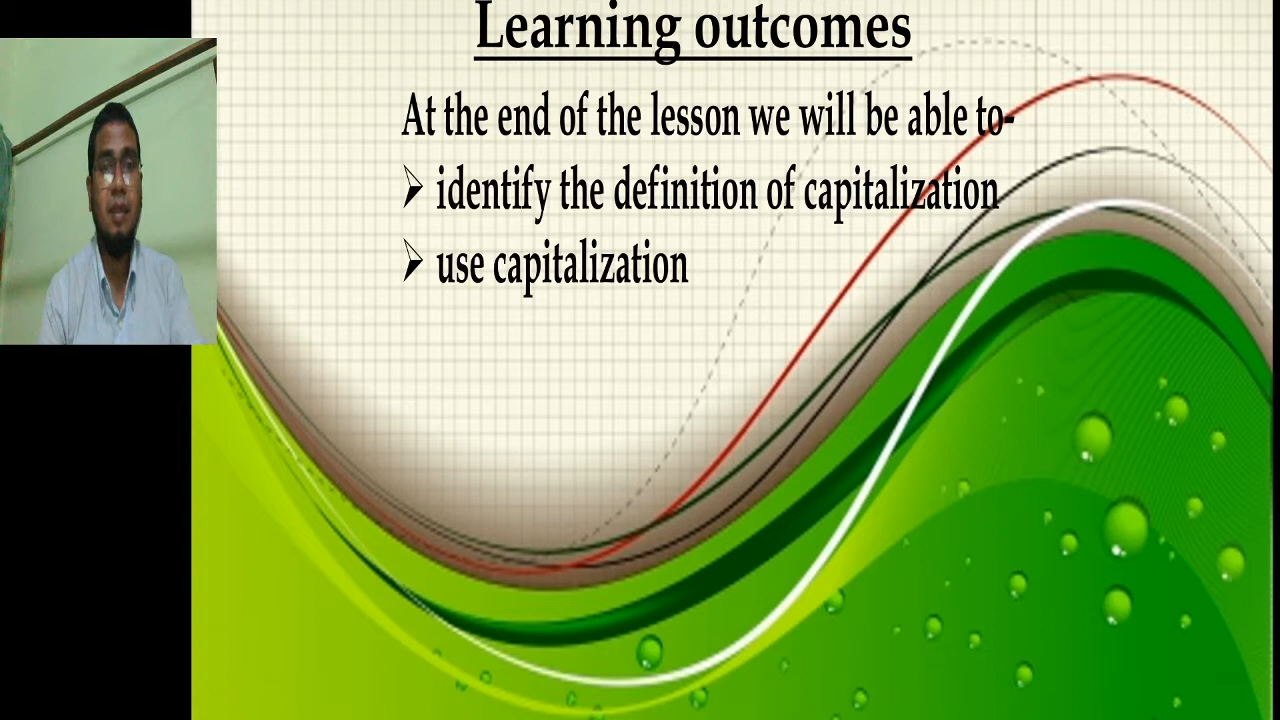 Learning outcomes
At the end of the lesson we will be able to-
➢ identify the definition of capitalization
➢ use capitalization